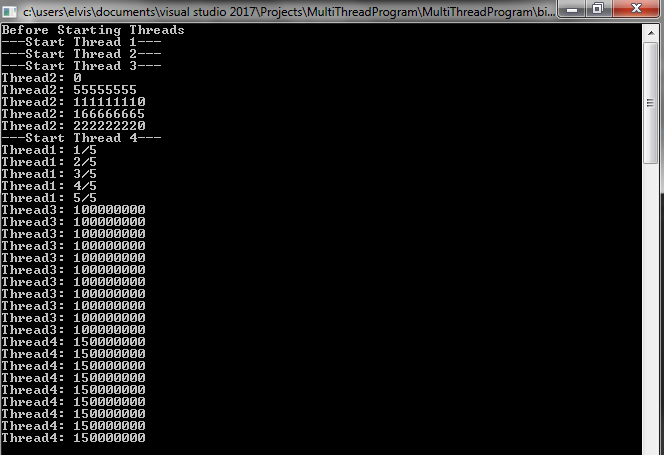 c:\users\elvis\documents\visual studio 2017\Projects\MultiThreadProgram\MultiThreadProgram\bi...
Before Starting Threads
---Start Thread 1---
---Start Thread 2---
---Start Thread 3---
Thread2: 0
Thread2: 55555555
Thread2: 111111110
Thread2: 166666665
Thread2: 222222220
---Start Thread 4---
Thread1: 1/5
Thread1: 2/5
Thread1: 3/5
Thread1: 4/5
Thread1: 5/5
Thread3: 100000000
Thread3: 100000000
Thread3: 100000000
Thread3: 100000000
Thread3: 100000000
Thread3: 100000000
Thread3: 100000000
Thread3: 100000000
Thread3: 100000000
Thread3: 100000000
Thread3: 100000000
Thread4: 150000000
Thread4: 150000000
Thread4: 150000000
Thread4: 150000000
Thread4: 150000000
Thread4: 150000000
Thread4: 150000000
Thread4: 150000000
Thread4: 150000000